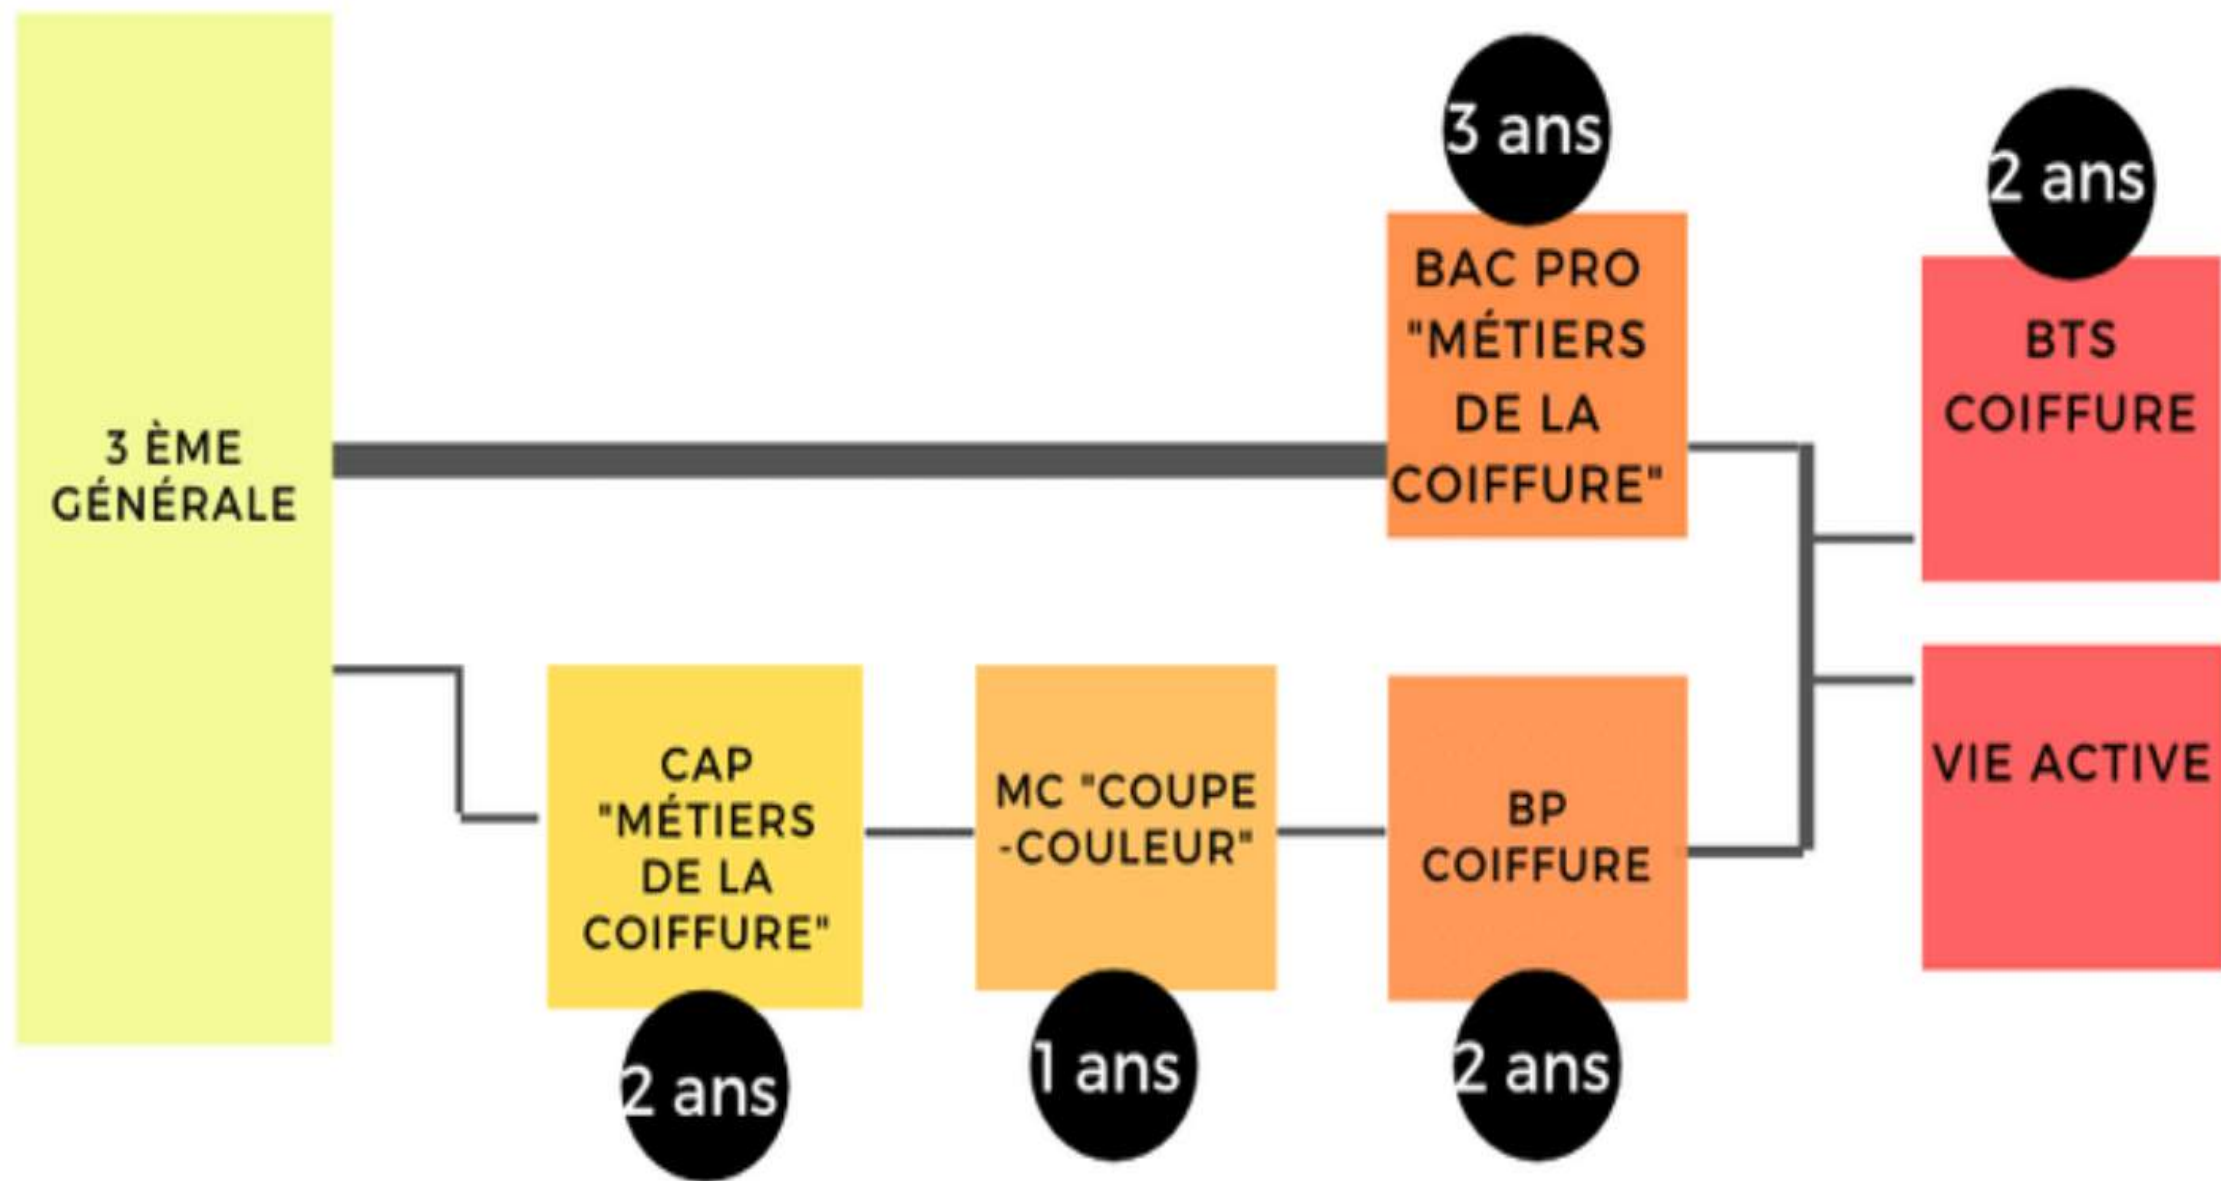 3 ÈME
GÉNÉRALE
3 ans
BAC PRO
"MÉTIERS
DE LA
COIFFURE"
2 ans
BTS
COIFFURE
CAP
"MÉTIERS
DE LA
COIFFURE"
2 ans
MC "COUPE
-COULEUR"
1 ans
BP
COIFFURE
2 ans
VIE ACTIVE